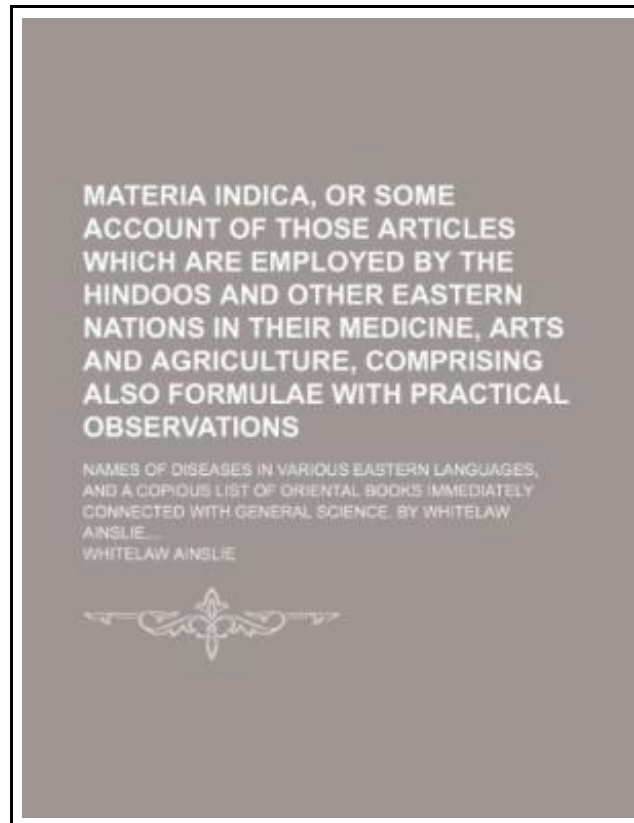 MATERIA INDICA, OR SOME
ACCOUNT OF THOSE ARTICLES
WHICH ARE EMPLOYED BY THE
HINDOOS AND OTHER EASTERN
NATIONS IN THEIR MEDICINE, ARTS
AND AGRICULTURE, COMPRISING
ALSO FORMULAE WITH PRACTICAL
OBSERVATIONS
NAMES OF DISEASES IN VARIOUS EASTERN LANGUAGES,
AND A COPIOUS LIST OF ORIENTAL BOOKS IMMEDIATELY
CONNECTED WITH GENERAL SCIENCE. BY WHITELAW
AINSLIE,...
WHITELAW AINSLIE